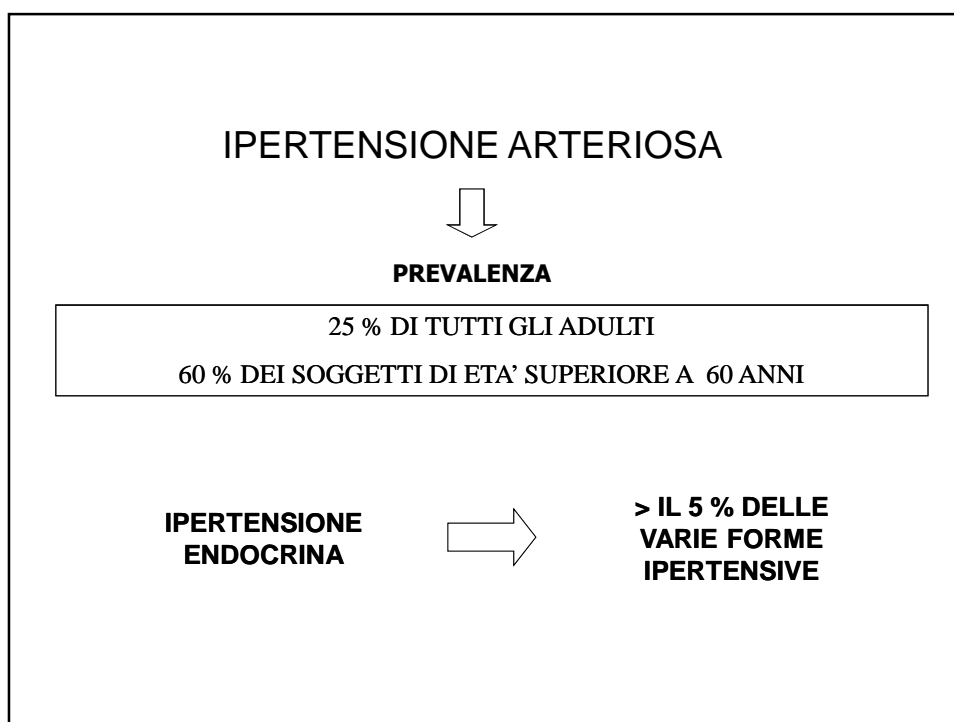 IPERTENSIONE ARTERIOSA
PREVALENZA
25 % DI TUTTI GLI ADULTI
60 % DEI SOGGETTI DI ETA’ SUPERIORE A 60 ANNI
IPERTENSIONE
ENDOCRINA
> IL 5 % DELLE
VARIE FORME
IPERTENSIVE